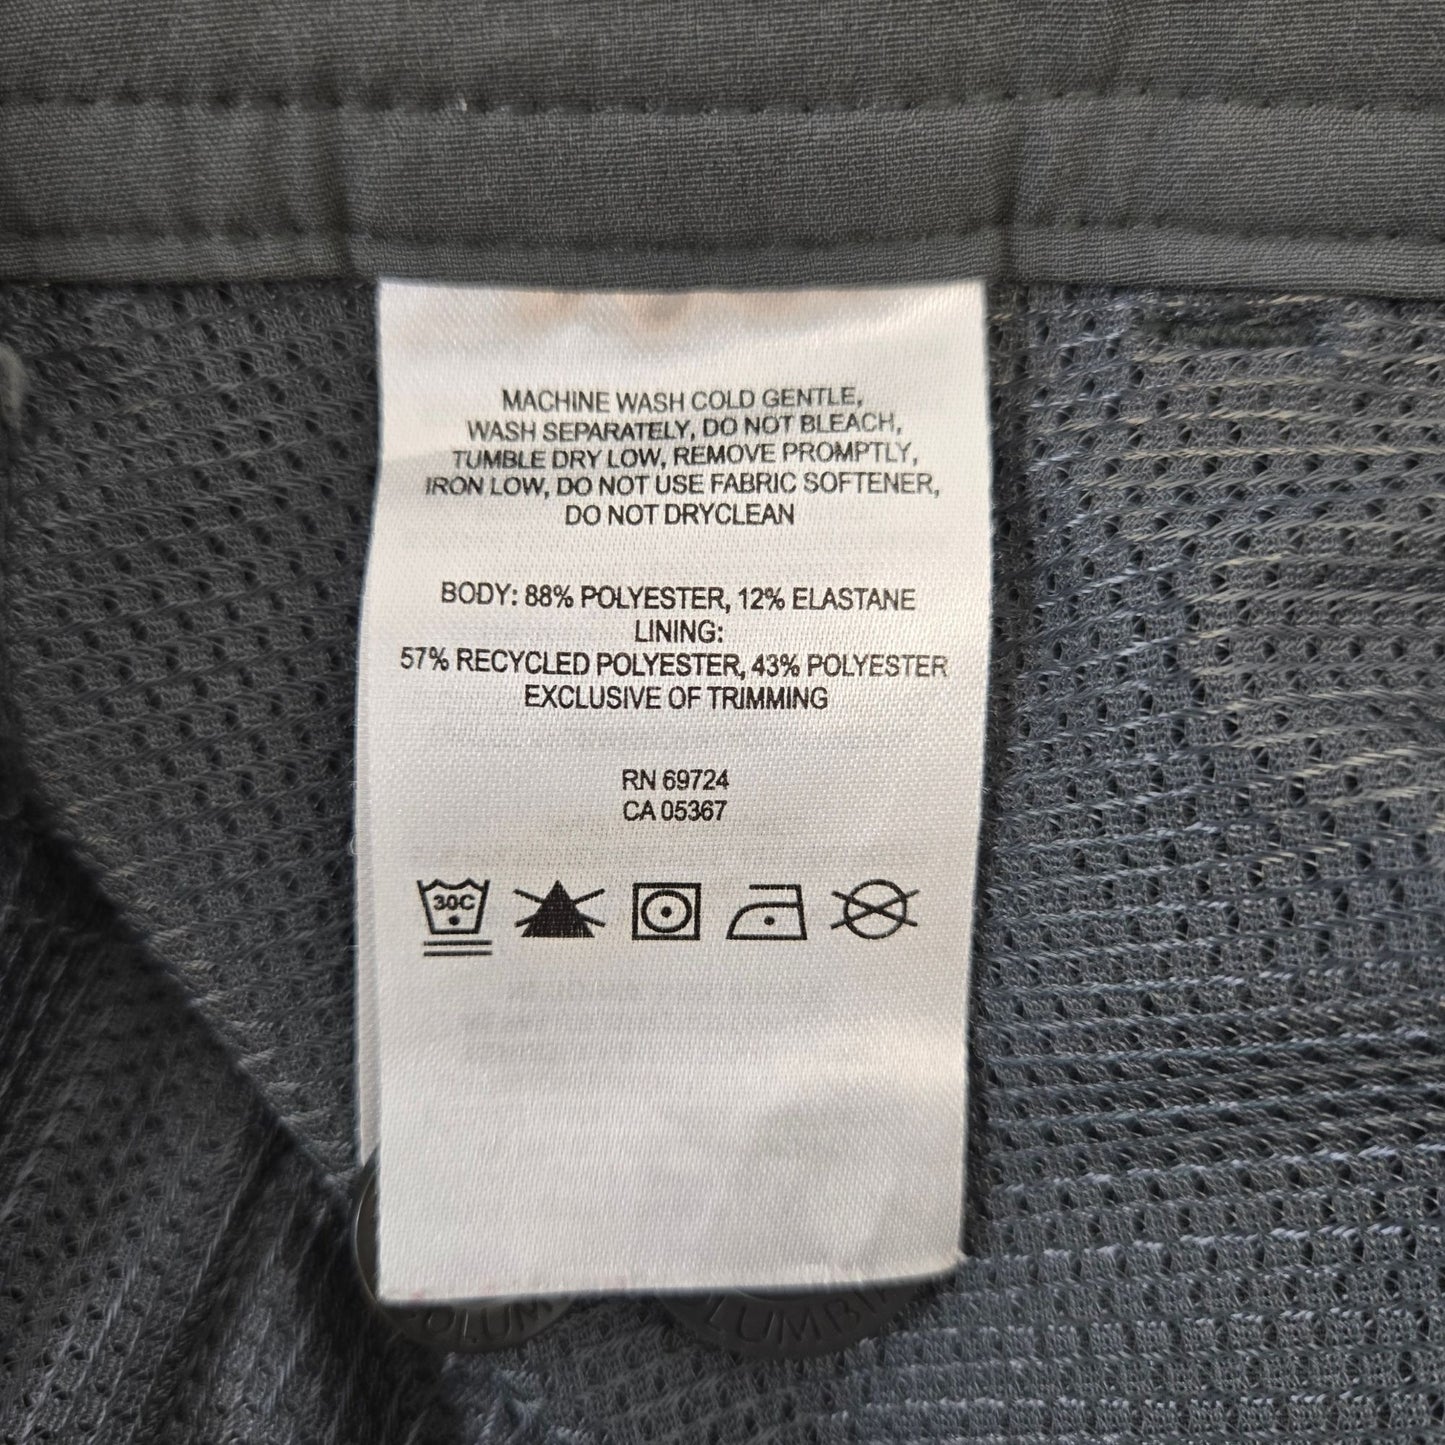 MACHINE WASH COLD GENTLE,
WASH SEPARATELY, DO NOT BLEACH,
TUMBLE DRY LOW, REMOVE PROMPTLY,
IRON LOW, DO NOT USE FABRIC SOFTENER,
DO NOT DRYCLEAN
BODY: 88% POLYESTER, 12% ELASTANE
LINING:
57% RECYCLED POLYESTER, 43% POLYESTER
EXCLUSIVE OF TRIMMING
RN 69724
CA 05367
30C